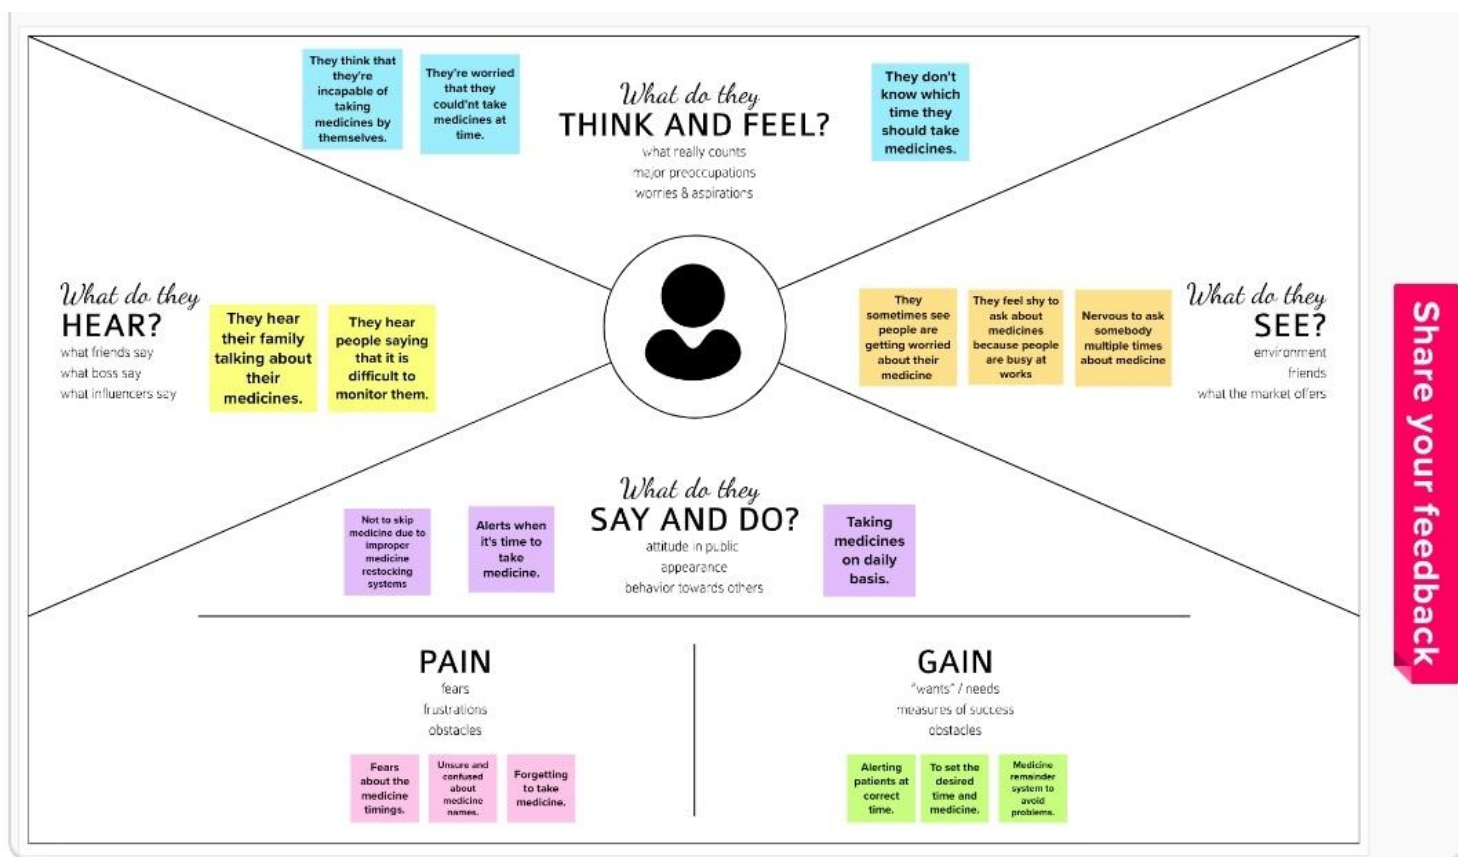 They think that
they're
incapable of
taking
medicines by
themselves.
They're worried
that they
could'nt take
medicines at
time.
What do they
THINK AND FEEL?
what really counts
major preoccupations
worries & aspirations
They don't
know which
time they
should take
medicines.
What do they
HEAR?
what friends say
what boss say
what influencers say
They hear
their family
talking about
their
medicines.
They hear
people saying
that it is
difficult to
monitor them.
They
sometimes see
people are
getting worried
about their
medicine
They feel shy to
ask about
medicines
because people
are busy at
works
Nervous to ask
somebody
multiple times
about medicine
What do they
SEE?
environment
friends
what the market offers
Share your feedback
Not to skip
medicine due to
improper
medicine
restocking
systems
Alerts when
it's time to
take
medicine.
What do they
SAY AND DO?
attitude in public
appearance
behavior towards others
Taking
medicines
on daily
basis.
PAIN
fears
frustrations
obstacles
Fears
about the
medicine
timings.
Unsure and
confused
about
medicine
names.
Forgetting
to take
medicine.
GAIN
"wants" / needs
measures of success
obstacles
Alerting
patients at
correct
time.
To set the
desired
time and
medicine.
Medicine
remainder
system to
avoid
problems.